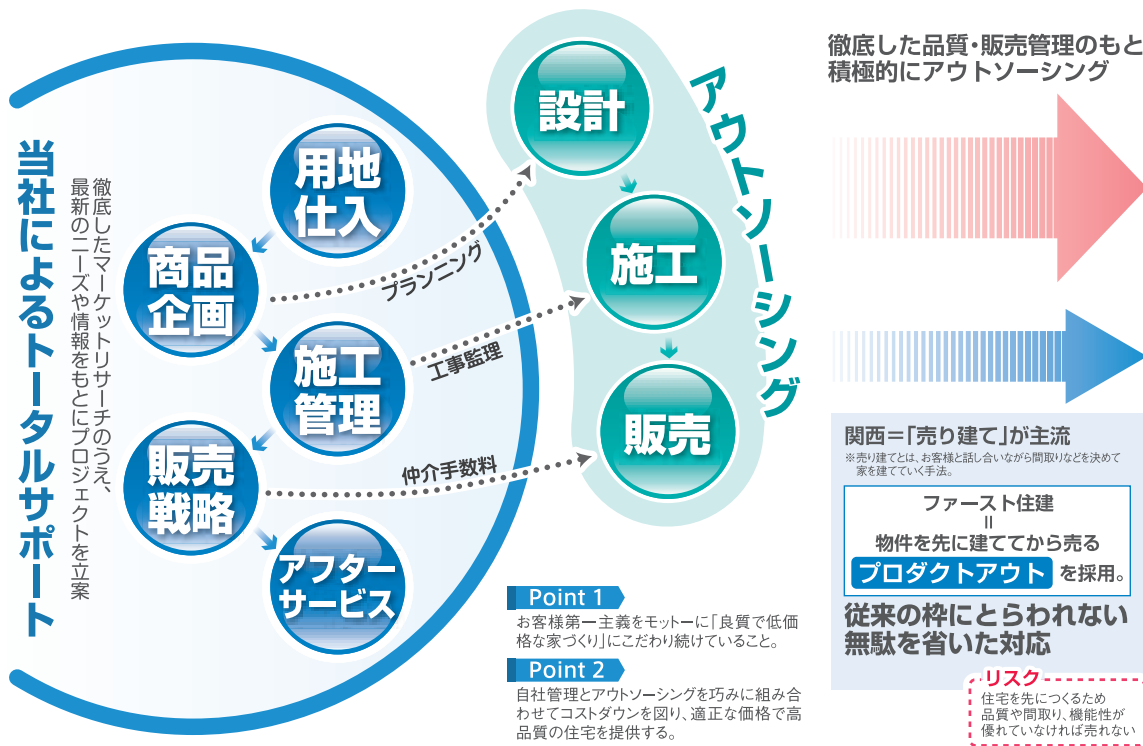 当社によるトータルサポート
徹底したマーケットリサーチのうえ、
最新のニーズや情報をもとにプロジェクトを立案
用地
仕入
商品
企画
施工
管理
販売
戦略
アフター
サービス
プランニング
工事監理
仲介手数料
設計
施工
販売
アウトソーシング
Point 1
お客様第一主義をモットーに「良質で低価
格な家づくり」にこだわり続けていること。
Point 2
自社管理とアウトソーシングを巧みに組み合
わせてコストダウンを図り、適正な価格で高
品質の住宅を提供する。
徹底した品質・販売管理のもと
積極的にアウトソーシング
関西=「売り建て」が主流
※売り建てとは、お客様と話し合いながら間取りなどを決めて
家を建てていく手法。
ファースト住建
=
物件を先に建ててから売る
プロダクトアウト を採用。
従来の枠にとらわれない
無駄を省いた対応
リスク
住宅を先につくるため
品質や間取り、機能性が
優れていなければ売れない